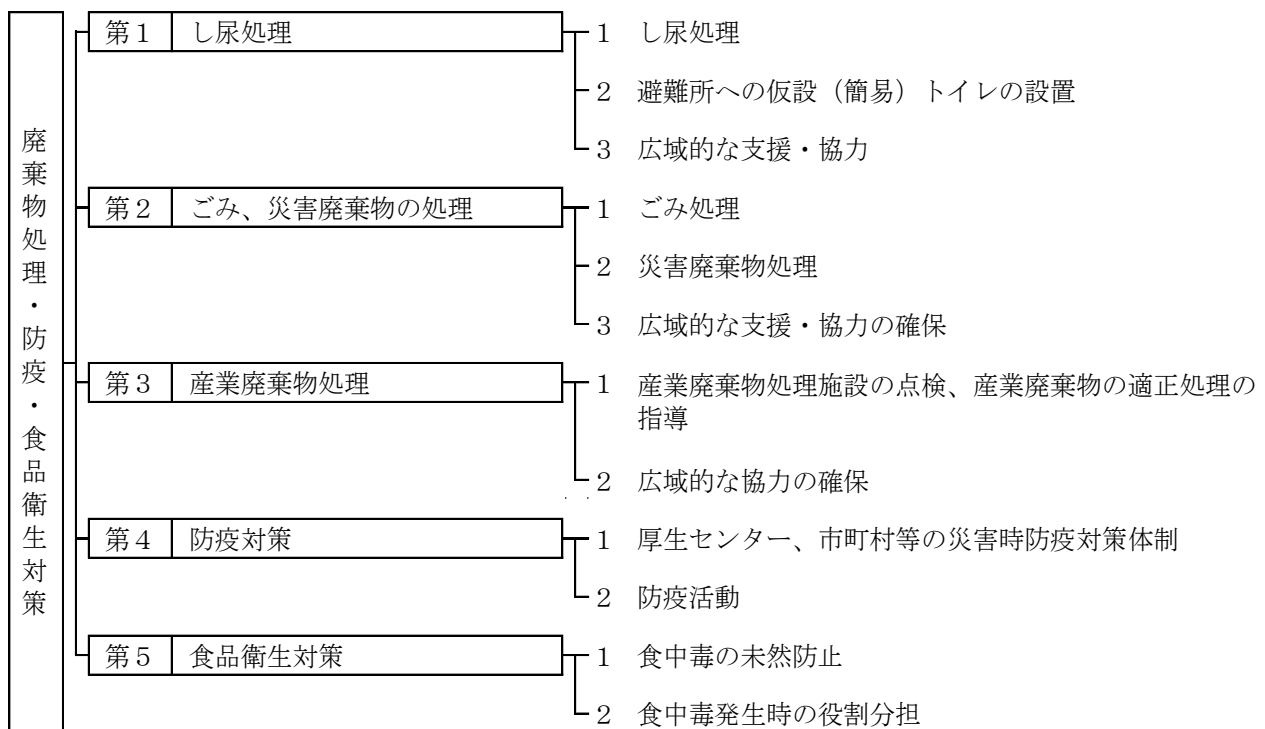 廃棄物処理・防疫・食品衛生対策
第１ し尿処理
１ し尿処理
２ 避難所への仮設（簡易）トイレの設置
３ 広域的な支援・協力
第２ ごみ、災害廃棄物の処理
１ ごみ処理
２ 災害廃棄物処理
３ 広域的な支援・協力の確保
第３ 産業廃棄物処理
１ 産業廃棄物処理施設の点検、産業廃棄物の適正処理の
指導
２ 広域的な協力の確保
第４ 防疫対策
１ 厚生センター、市町村等の災害時防疫対策体制
２ 防疫活動
第５ 食品衛生対策
１ 食中毒の未然防止
２ 食中毒発生時の役割分担